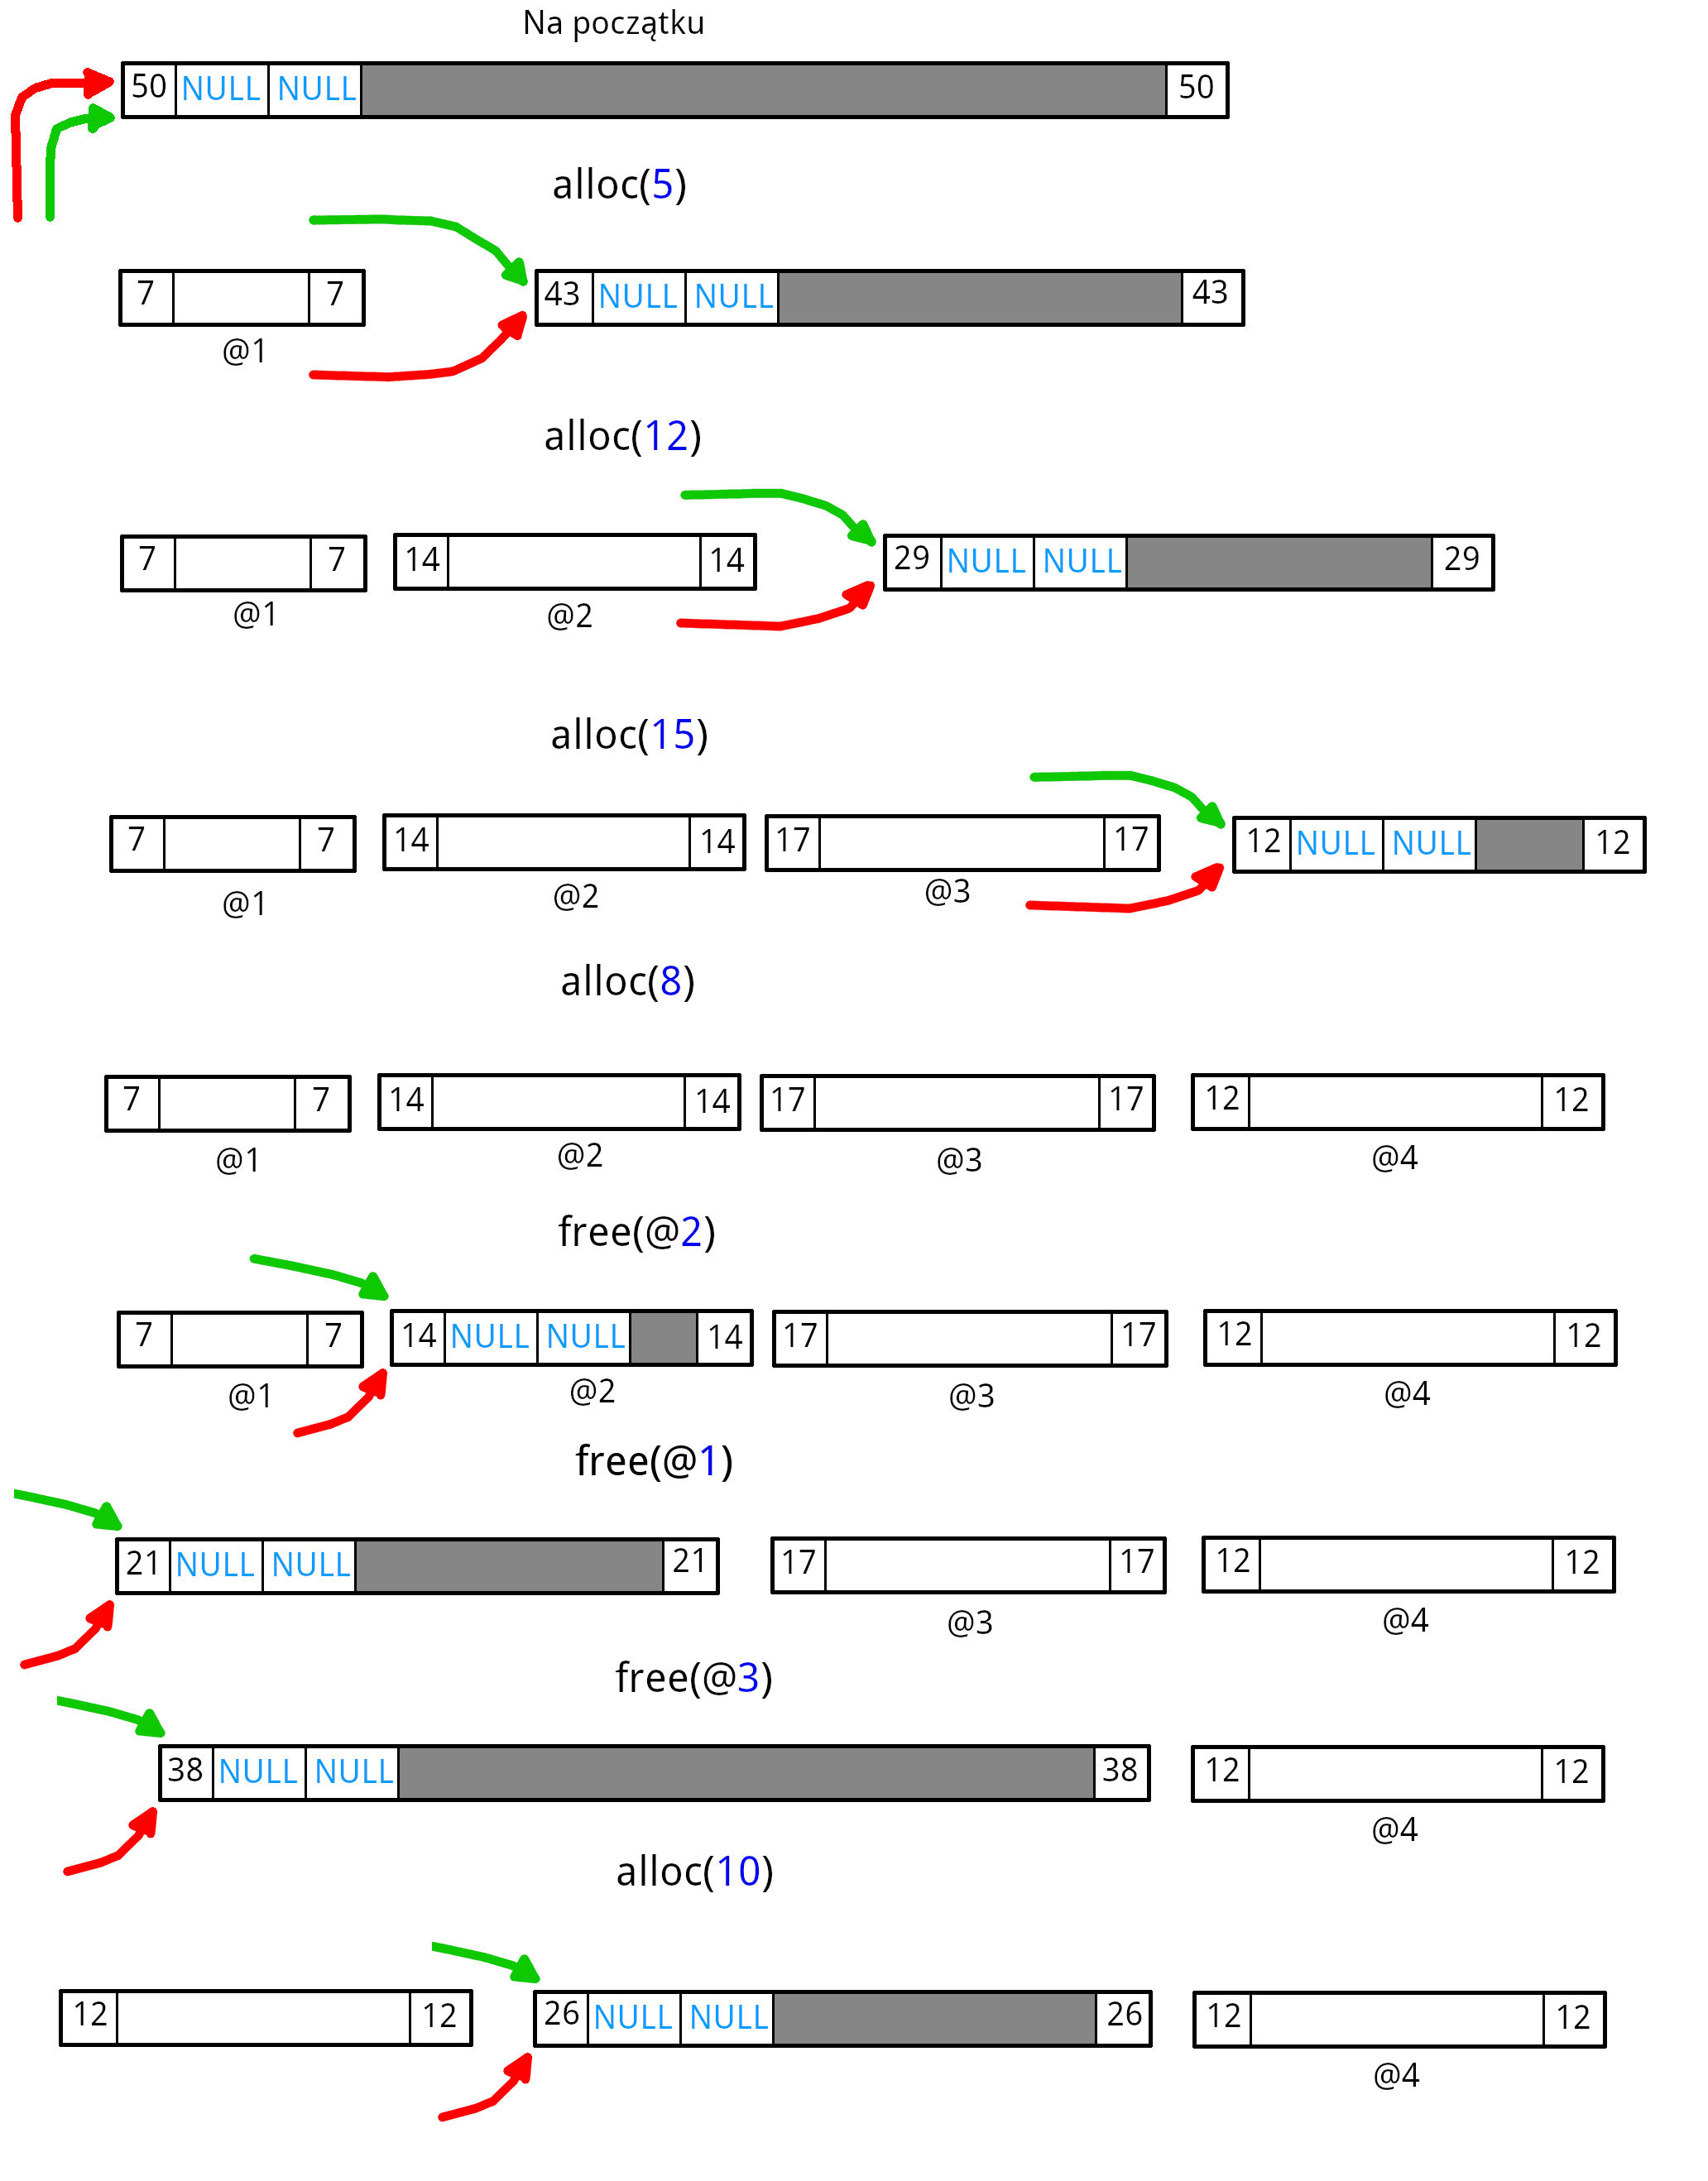 Na początku
50 NULL NULL 50
alloc(5)
7 7 43 NULL NULL 43
@1
alloc(12)
7 7 14 14 29 NULL NULL 29
@1 @2
alloc(15)
7 7 14 14 17 17 12 NULL NULL 12
@1 @2 @3
alloc(8)
7 7 14 14 17 17 12 12
@1 @2 @3 @4
free(@2)
7 7 14 NULL NULL 14 17 17 12 12
@1 @2 @3 @4
free(@1)
21 NULL NULL 21 17 17 12 12
@3 @4
free(@3)
38 NULL NULL 38 12 12
@4
alloc(10)
12 12 26 NULL NULL 26 12 12
@4